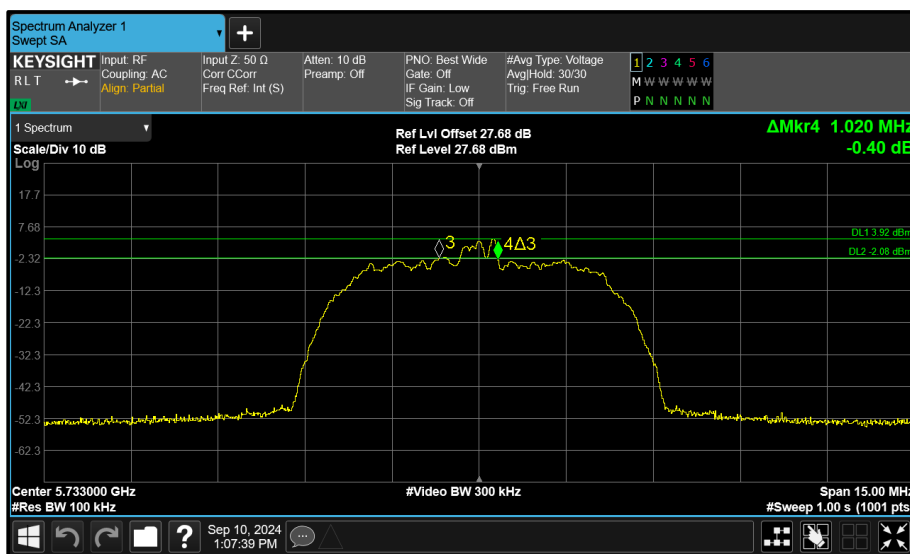 Spectrum Analyzer 1
Swept SA
KEYSIGHT
RLT
LXI
Input: RF
Coupling: AC
Align: Partial
Input Z: 50 Ω
Corr CCorr
Freq Ref: Int (S)
Atten: 10 dB
Preamp: Off
PNO: Best Wide
Gate: Off
IF Gain: Low
Sig Track: Off
#Avg Type: Voltage
Avg|Hold: 30/30
Trig: Free Run
1 2 3 4 5 6
M W W W W W
P N N N N N
1 Spectrum
Scale/Div 10 dB
Ref Lvl Offset 27.68 dB
Ref Level 27.68 dBm
ΔMkr4 1.020 MHz
-0.40 dB
Log
17.7
7.68
DL1 3.92 dBm
3
4Δ3
DL2 -2.08 dBm
-2.32
-12.3
-22.3
-32.3
-42.3
-52.3
-62.3
Center 5.733000 GHz
#Video BW 300 kHz
Span 15.00 MHz
#Res BW 100 kHz
#Sweep 1.00 s (1001 pts
?
Sep 10, 2024
1:07:39 PM